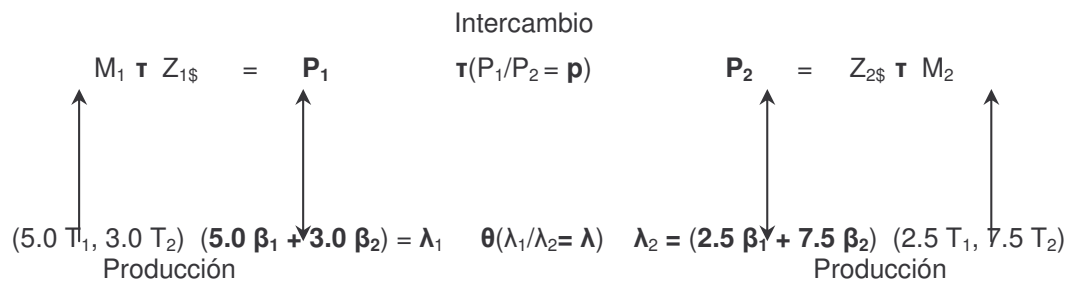 Intercambio
M₁ τ Z₁$ = P₁ τ(P₁/P₂ = p) P₂ = Z₂$ τ M₂
(5.0 T₁, 3.0 T₂) (5.0 β₁ + 3.0 β₂) = λ₁ θ(λ₁/λ₂= λ) λ₂ = (2.5 β₁ + 7.5 β₂) (2.5 T₁, 7.5 T₂)
Producción Producción